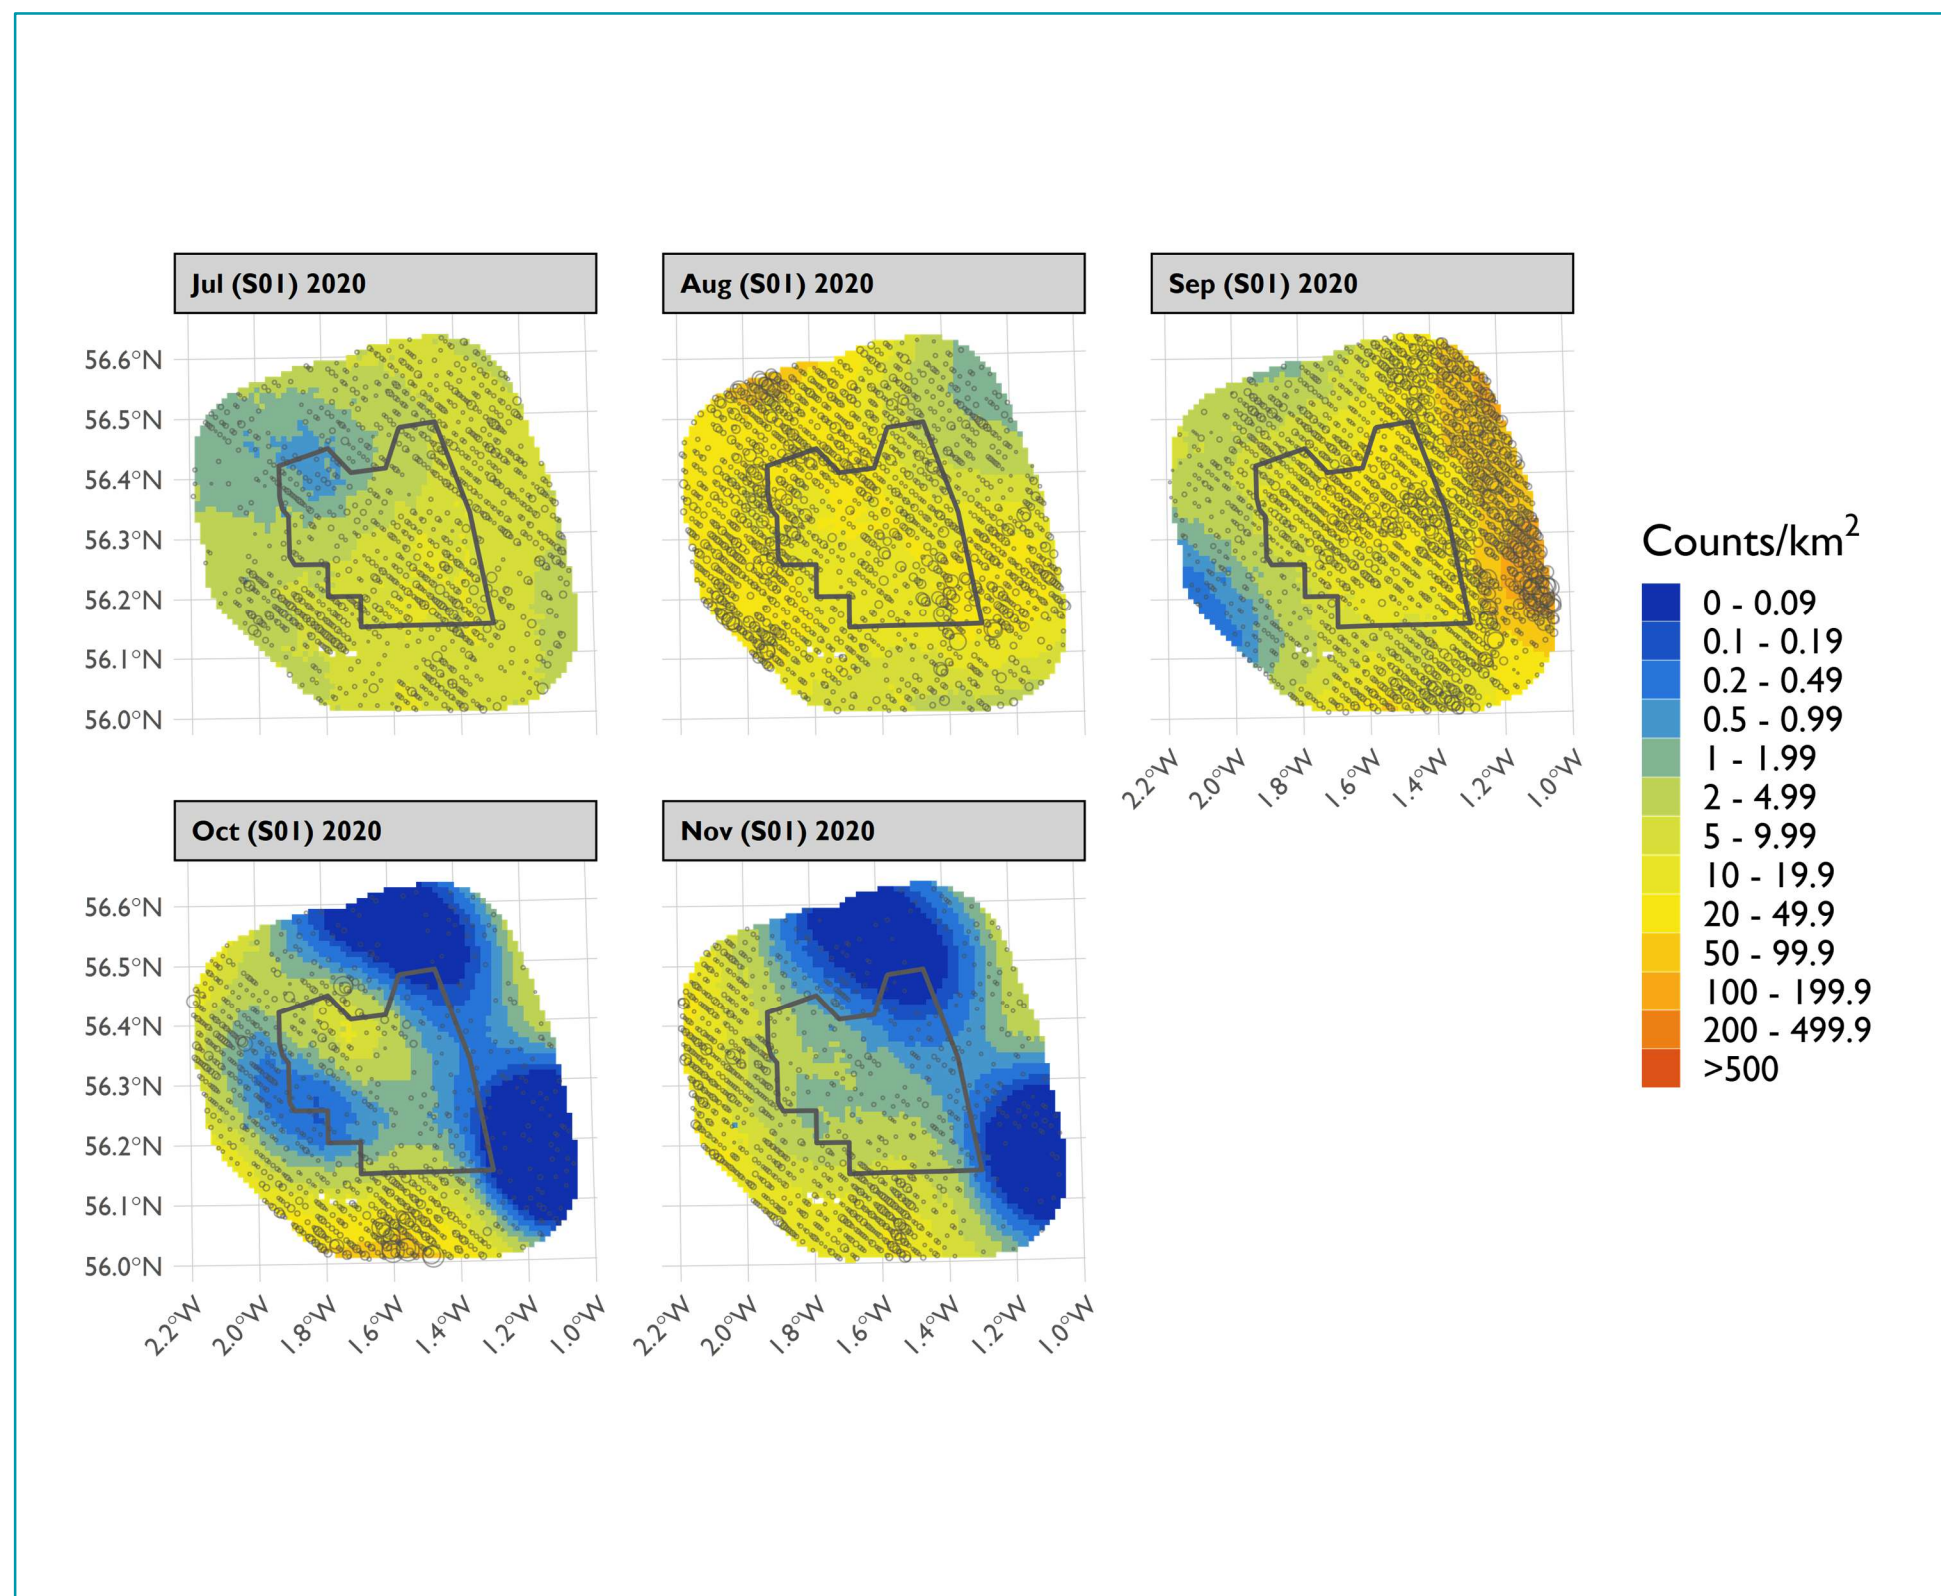 Jul (S01) 2020
Aug (S01) 2020
Sep (S01) 2020
56.6°N
56.5°N
56.4°N
56.3°N
56.2°N
56.1°N
56.0°N
2.2°W
2.0°W
1.8°W
1.6°W
1.4°W
1.2°W
1.0°W
Oct (S01) 2020
Nov (S01) 2020
56.6°N
56.5°N
56.4°N
56.3°N
56.2°N
56.1°N
56.0°N
2.2°W
2.0°W
1.8°W
1.6°W
1.4°W
1.2°W
1.0°W
2.2°W
2.0°W
1.8°W
1.6°W
1.4°W
1.2°W
1.0°W
Counts/km²
0 - 0.09
0.1 - 0.19
0.2 - 0.49
0.5 - 0.99
1 - 1.99
2 - 4.99
5 - 9.99
10 - 19.9
20 - 49.9
50 - 99.9
100 - 199.9
200 - 499.9
>500